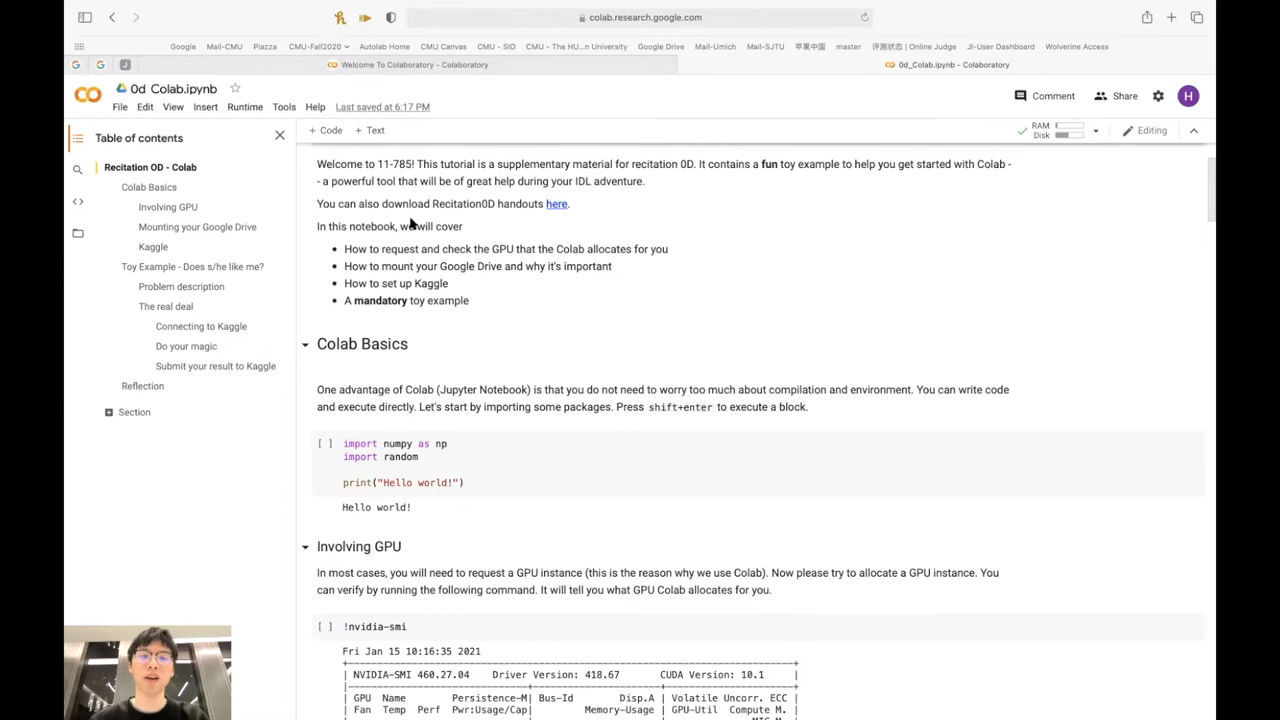 colab.research.google.com
Google Mail-CMU Piazza CMU-Fall2020 Autolab Home CMU Canvas CMU - SIO CMU - The HU...n University Google Drive Mail-Umich Mail-SJTU 苹果中国 master 评测状态 | Online Judge JI-User Dashboard Wolverine Access
Welcome To Colaboratory - Colaboratory
0d_Colab.ipynb - Colaboratory
0d Colab.ipynb
File Edit View Insert Runtime Tools Help Last saved at 6:17 PM
Comment Share H
+ Code + Text
RAM
Disk
Editing
Table of contents
Recitation OD - Colab
Colab Basics
Involving GPU
Mounting your Google Drive
Kaggle
Toy Example - Does s/he like me?
Problem description
The real deal
Connecting to Kaggle
Do your magic
Submit your result to Kaggle
Reflection
Section
Welcome to 11-785! This tutorial is a supplementary material for recitation 0D. It contains a fun toy example to help you get started with Colab -
- a powerful tool that will be of great help during your IDL adventure.
You can also download Recitation0D handouts here.
In this notebook, we will cover
• How to request and check the GPU that the Colab allocates for you
• How to mount your Google Drive and why it's important
• How to set up Kaggle
• A mandatory toy example
Colab Basics
One advantage of Colab (Jupyter Notebook) is that you do not need to worry too much about compilation and environment. You can write code
and execute directly. Let's start by importing some packages. Press shift+enter to execute a block.
[ ] import numpy as np
import random
print("Hello world!")
Hello world!
Involving GPU
In most cases, you will need to request a GPU instance (this is the reason why we use Colab). Now please try to allocate a GPU instance. You
can verify by running the following command. It will tell you what GPU Colab allocates for you.
[ ] !nvidia-smi
Fri Jan 15 10:16:35 2021
| NVIDIA-SMI 460.27.04 Driver Version: 418.67 CUDA Version: 10.1 |
| GPU Name Persistence-M| Bus-Id Disp.A | Volatile Uncorr. ECC |
| Fan Temp Perf Pwr:Usage/Cap| Memory-Usage | GPU-Util Compute M. |